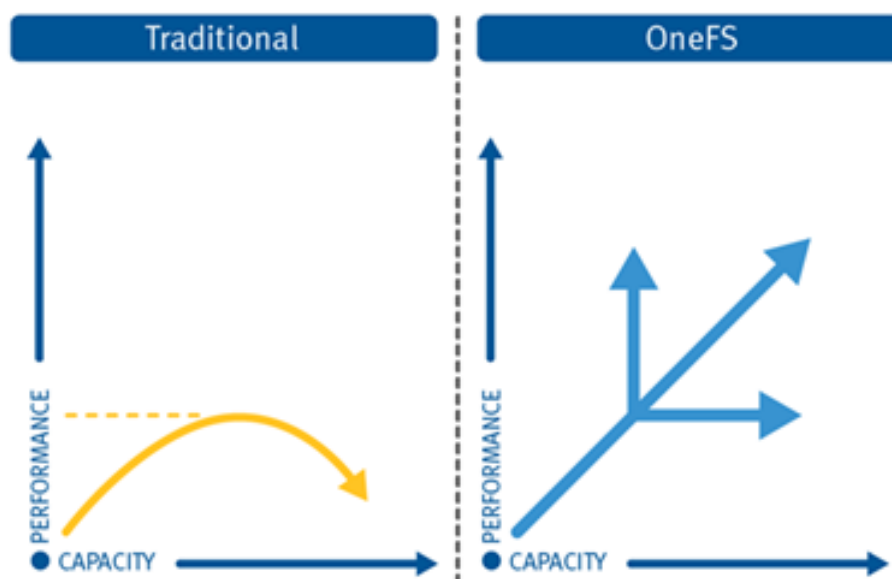 Traditional
PERFORMANCE
CAPACITY
OneFS
PERFORMANCE
CAPACITY